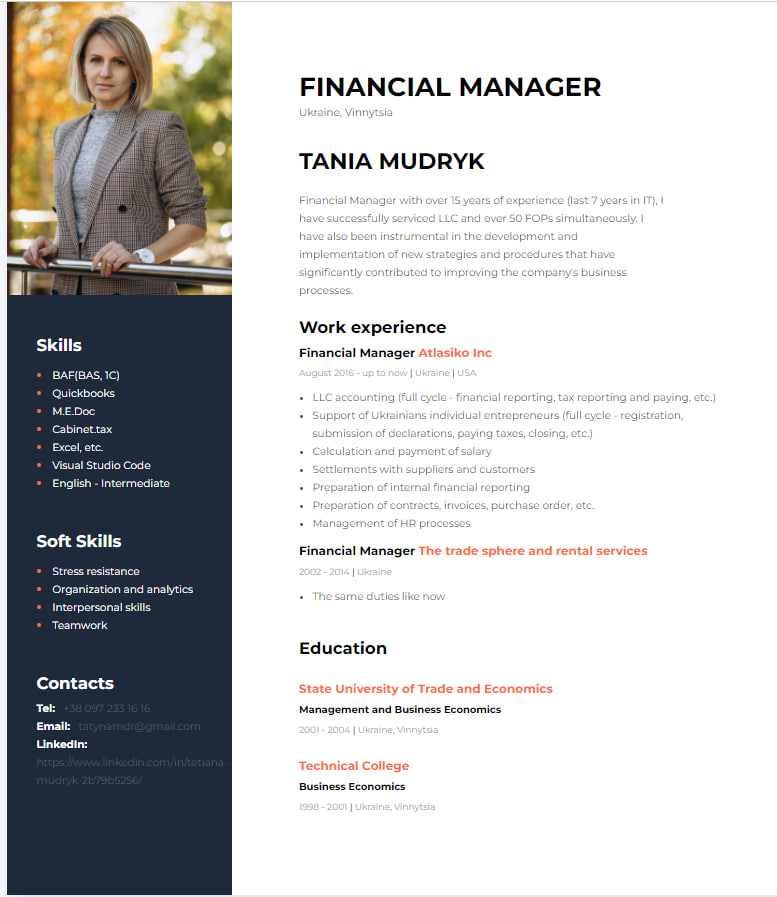 FINANCIAL MANAGER
Ukraine, Vinnytsia
TANIA MUDRYK
Financial Manager with over 15 years of experience (last 7 years in IT), I
have successfully serviced LLC and over 50 FOPs simultaneously. I
have also been instrumental in the development and
implementation of new strategies and procedures that have
significantly contributed to improving the company's business
processes.
Work experience
Financial Manager Atlasiko Inc
August 2016 - up to now | Ukraine | USA
• LLC accounting (full cycle - financial reporting, tax reporting and paying, etc.)
• Support of Ukrainians individual entrepreneurs (full cycle - registration,
submission of declarations, paying taxes, closing, etc.)
• Calculation and payment of salary
• Settlements with suppliers and customers
• Preparation of internal financial reporting
• Preparation of contracts, invoices, purchase order, etc.
• Management of HR processes
Financial Manager The trade sphere and rental services
2002 - 2014 | Ukraine
• The same duties like now
Education
State University of Trade and Economics
Management and Business Economics
2001 - 2004 | Ukraine, Vinnytsia
Technical College
Business Economics
1998 - 2001 | Ukraine, Vinnytsia
Skills
• BAF(BAS, 1C)
• Quickbooks
• M.E.Doc
• Cabinet.tax
• Excel, etc.
• Visual Studio Code
• English - Intermediate
Soft Skills
• Stress resistance
• Organization and analytics
• Interpersonal skills
• Teamwork
Contacts
Tel: +38 097 233 16 16
Email: tatynamdr@gmail.com
LinkedIn:
https://www.linkedin.com/in/tetiana-
mudryk-2b79b5256/